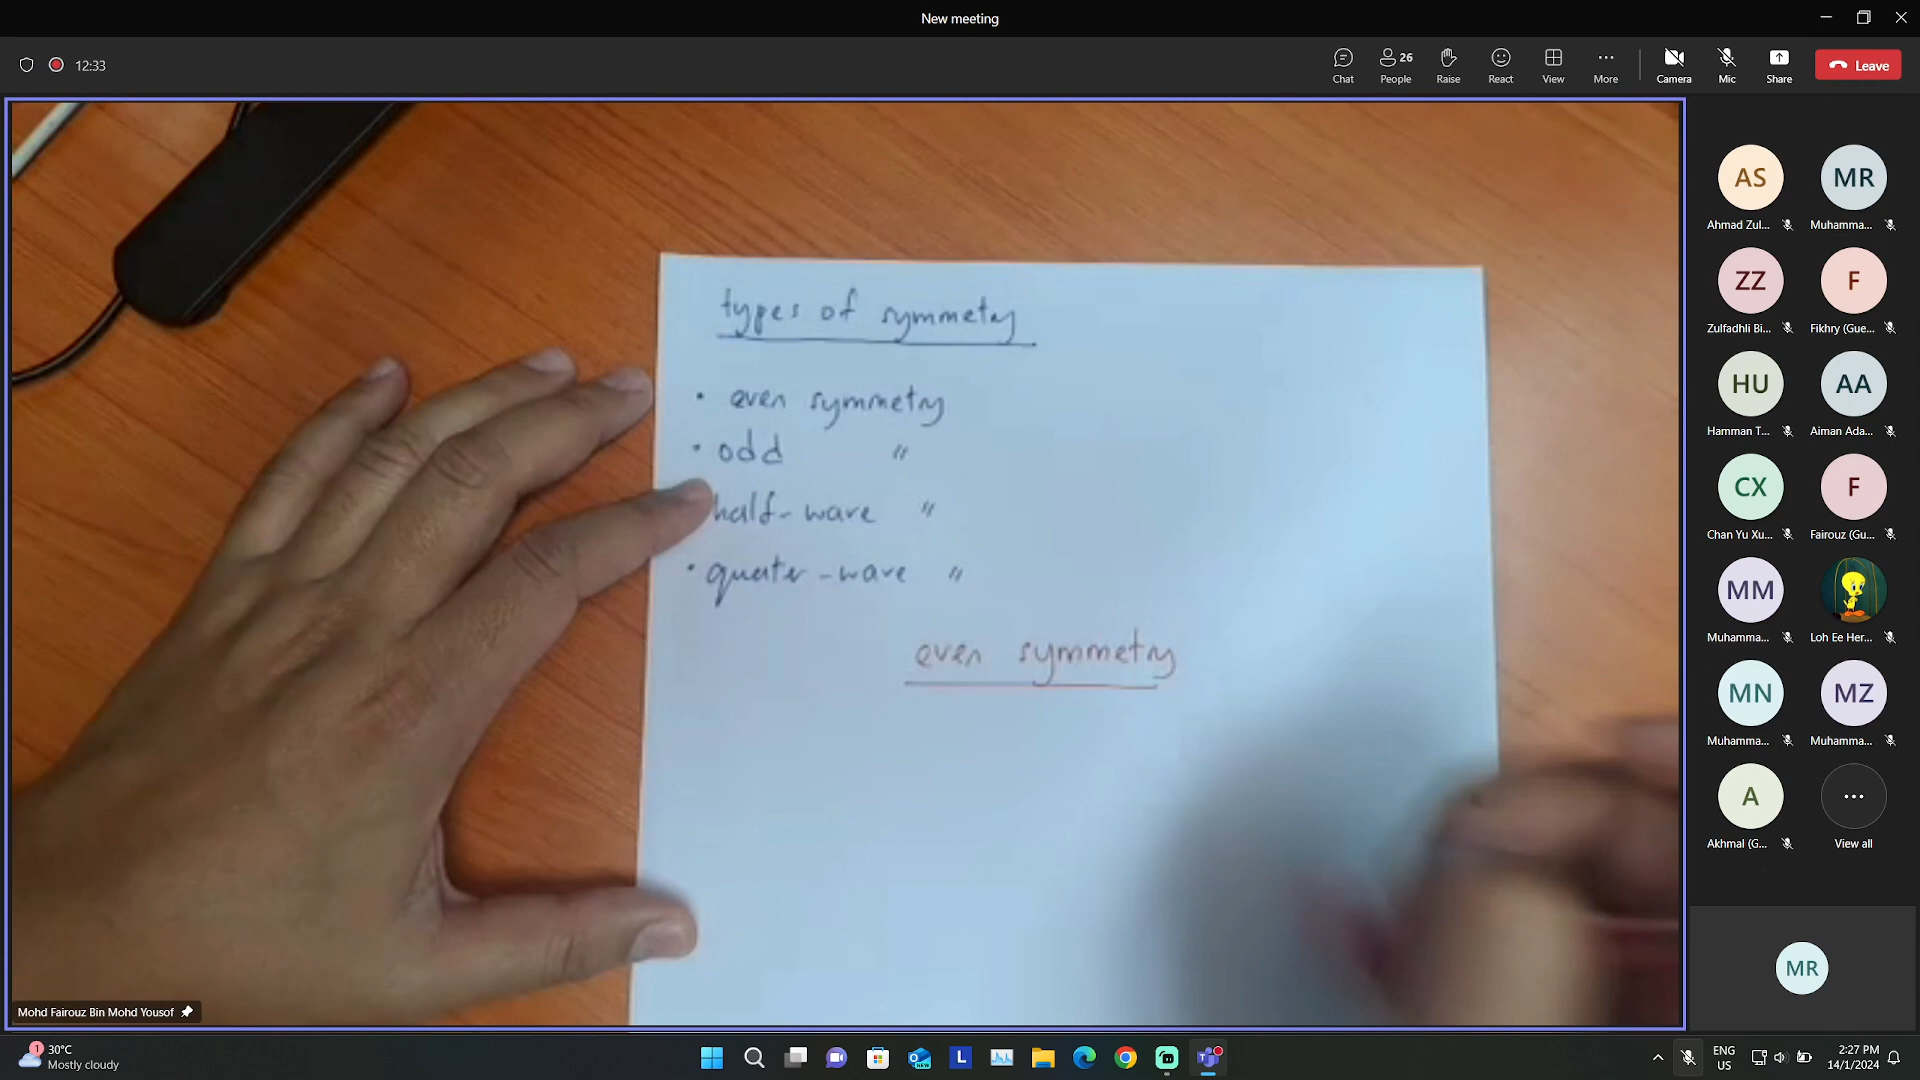 New meeting
12:33
Chat
26
People
Raise
React
View
More
Camera
Mic
Share
Leave
types of symmetry
• even symmetry
• odd "
half-wave "
• quater-wave "
even symmetry
Mohd Fairouz Bin Mohd Yousof
AS
Ahmad Zul...
MR
Muhamma...
ZZ
Zulfadhli Bi...
F
Fikhry (Gue...
HU
Hamman T...
AA
Aiman Ada...
CX
Chan Yu Xu...
F
Fairouz (Gu...
MM
Muhamma...
Loh Ee Her...
MN
Muhamma...
MZ
Muhamma...
A
Akhmal (G...
View all
MR
1
30°C
Mostly cloudy
NEW
L
T
ENG
US
2:27 PM
14/1/2024